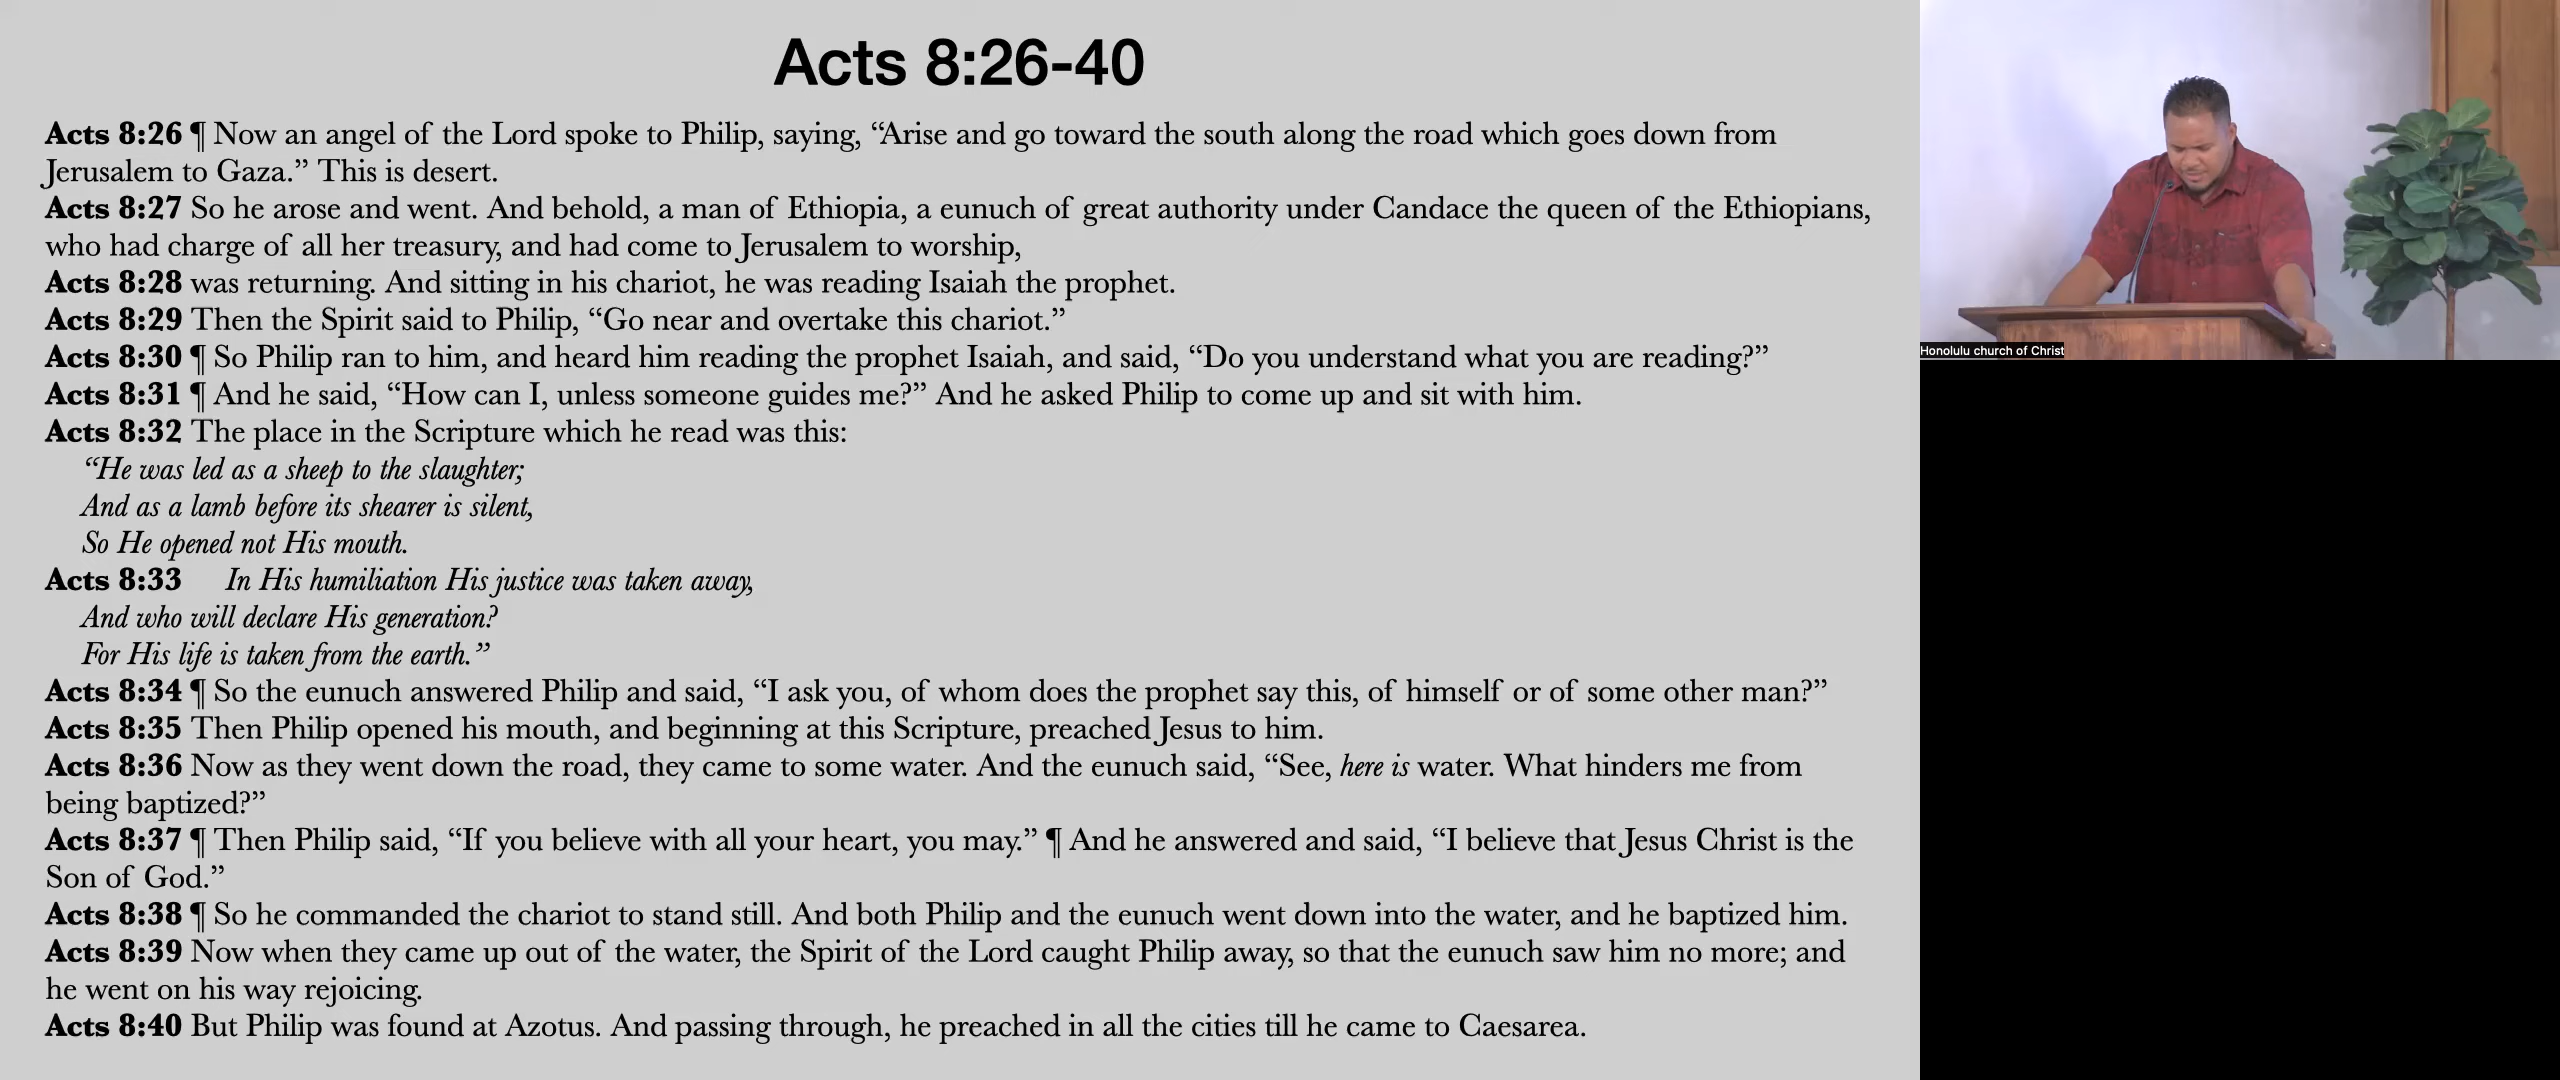 Acts 8:26-40
Acts 8:26 ¶ Now an angel of the Lord spoke to Philip, saying, “Arise and go toward the south along the road which goes down from
Jerusalem to Gaza.” This is desert.
Acts 8:27 So he arose and went. And behold, a man of Ethiopia, a eunuch of great authority under Candace the queen of the Ethiopians,
who had charge of all her treasury, and had come to Jerusalem to worship,
Acts 8:28 was returning. And sitting in his chariot, he was reading Isaiah the prophet.
Acts 8:29 Then the Spirit said to Philip, “Go near and overtake this chariot.”
Acts 8:30 ¶ So Philip ran to him, and heard him reading the prophet Isaiah, and said, “Do you understand what you are reading?”
Acts 8:31 ¶ And he said, “How can I, unless someone guides me?” And he asked Philip to come up and sit with him.
Acts 8:32 The place in the Scripture which he read was this:
“He was led as a sheep to the slaughter;
And as a lamb before its shearer is silent,
So He opened not His mouth.
Acts 8:33 In His humiliation His justice was taken away,
And who will declare His generation?
For His life is taken from the earth.”
Acts 8:34 ¶ So the eunuch answered Philip and said, “I ask you, of whom does the prophet say this, of himself or of some other man?”
Acts 8:35 Then Philip opened his mouth, and beginning at this Scripture, preached Jesus to him.
Acts 8:36 Now as they went down the road, they came to some water. And the eunuch said, “See, here is water. What hinders me from
being baptized?”
Acts 8:37 ¶ Then Philip said, “If you believe with all your heart, you may.” ¶ And he answered and said, “I believe that Jesus Christ is the
Son of God.”
Acts 8:38 ¶ So he commanded the chariot to stand still. And both Philip and the eunuch went down into the water, and he baptized him.
Acts 8:39 Now when they came up out of the water, the Spirit of the Lord caught Philip away, so that the eunuch saw him no more; and
he went on his way rejoicing.
Acts 8:40 But Philip was found at Azotus. And passing through, he preached in all the cities till he came to Caesarea.
Honolulu church of Christ